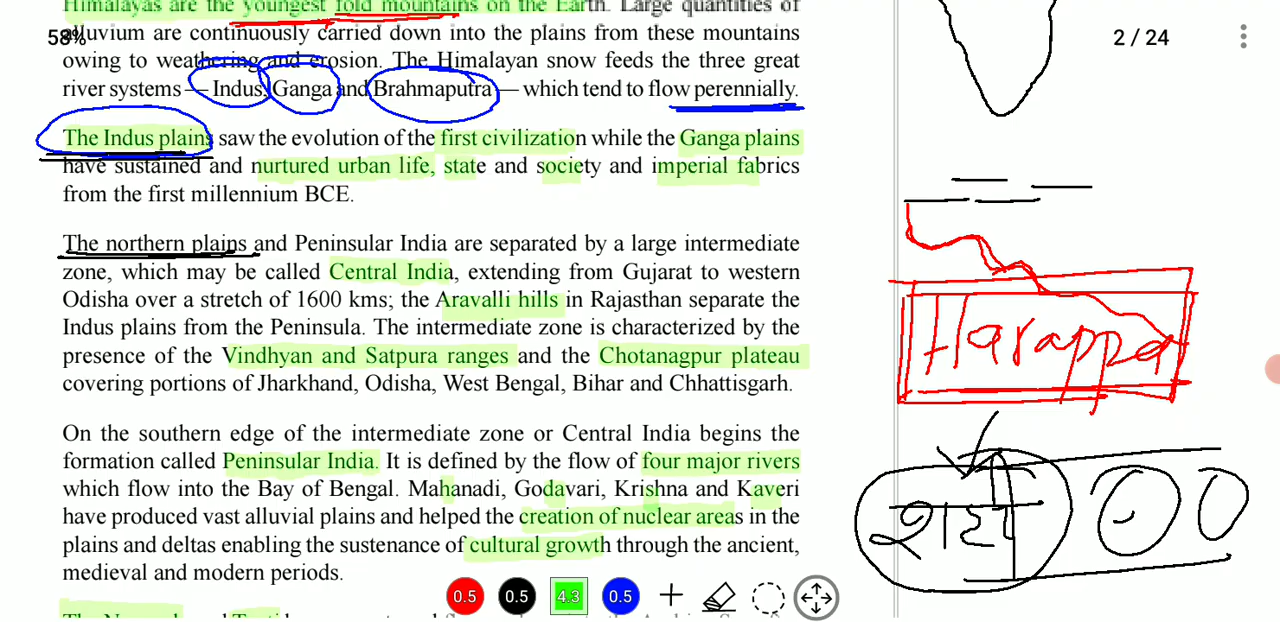 Himalayas are the youngest fold mountains on the Earth. Large quantities of
alluvium are continuously carried down into the plains from these mountains
58%
2 / 24
owing to weathering and erosion. The Himalayan snow feeds the three great
river systems — Indus, Ganga and Brahmaputra — which tend to flow perennially.
The Indus plains saw the evolution of the first civilization while the Ganga plains
have sustained and nurtured urban life, state and society and imperial fabrics
from the first millennium BCE.
The northern plains and Peninsular India are separated by a large intermediate
zone, which may be called Central India, extending from Gujarat to western
Odisha over a stretch of 1600 kms; the Aravalli hills in Rajasthan separate the
Indus plains from the Peninsula. The intermediate zone is characterized by the
presence of the Vindhyan and Satpura ranges and the Chotanagpur plateau
covering portions of Jharkhand, Odisha, West Bengal, Bihar and Chhattisgarh.
Harappa
On the southern edge of the intermediate zone or Central India begins the
formation called Peninsular India. It is defined by the flow of four major rivers
which flow into the Bay of Bengal. Mahanadi, Godavari, Krishna and Kaveri
have produced vast alluvial plains and helped the creation of nuclear areas in the
plains and deltas enabling the sustenance of cultural growth through the ancient,
medieval and modern periods.
0.5 0.5 4.3 0.5